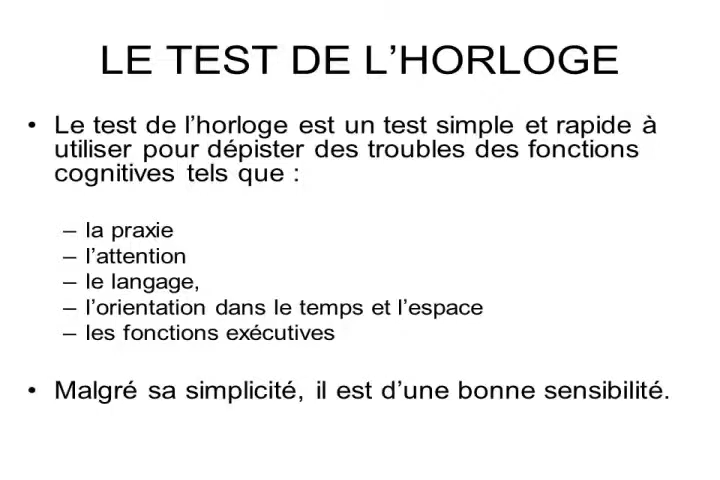 LE TEST DE L’HORLOGE
• Le test de l’horloge est un test simple et rapide à
utiliser pour dépister des troubles des fonctions
cognitives tels que :
– la praxie
– l’attention
– le langage,
– l’orientation dans le temps et l’espace
– les fonctions exécutives
• Malgré sa simplicité, il est d’une bonne sensibilité.